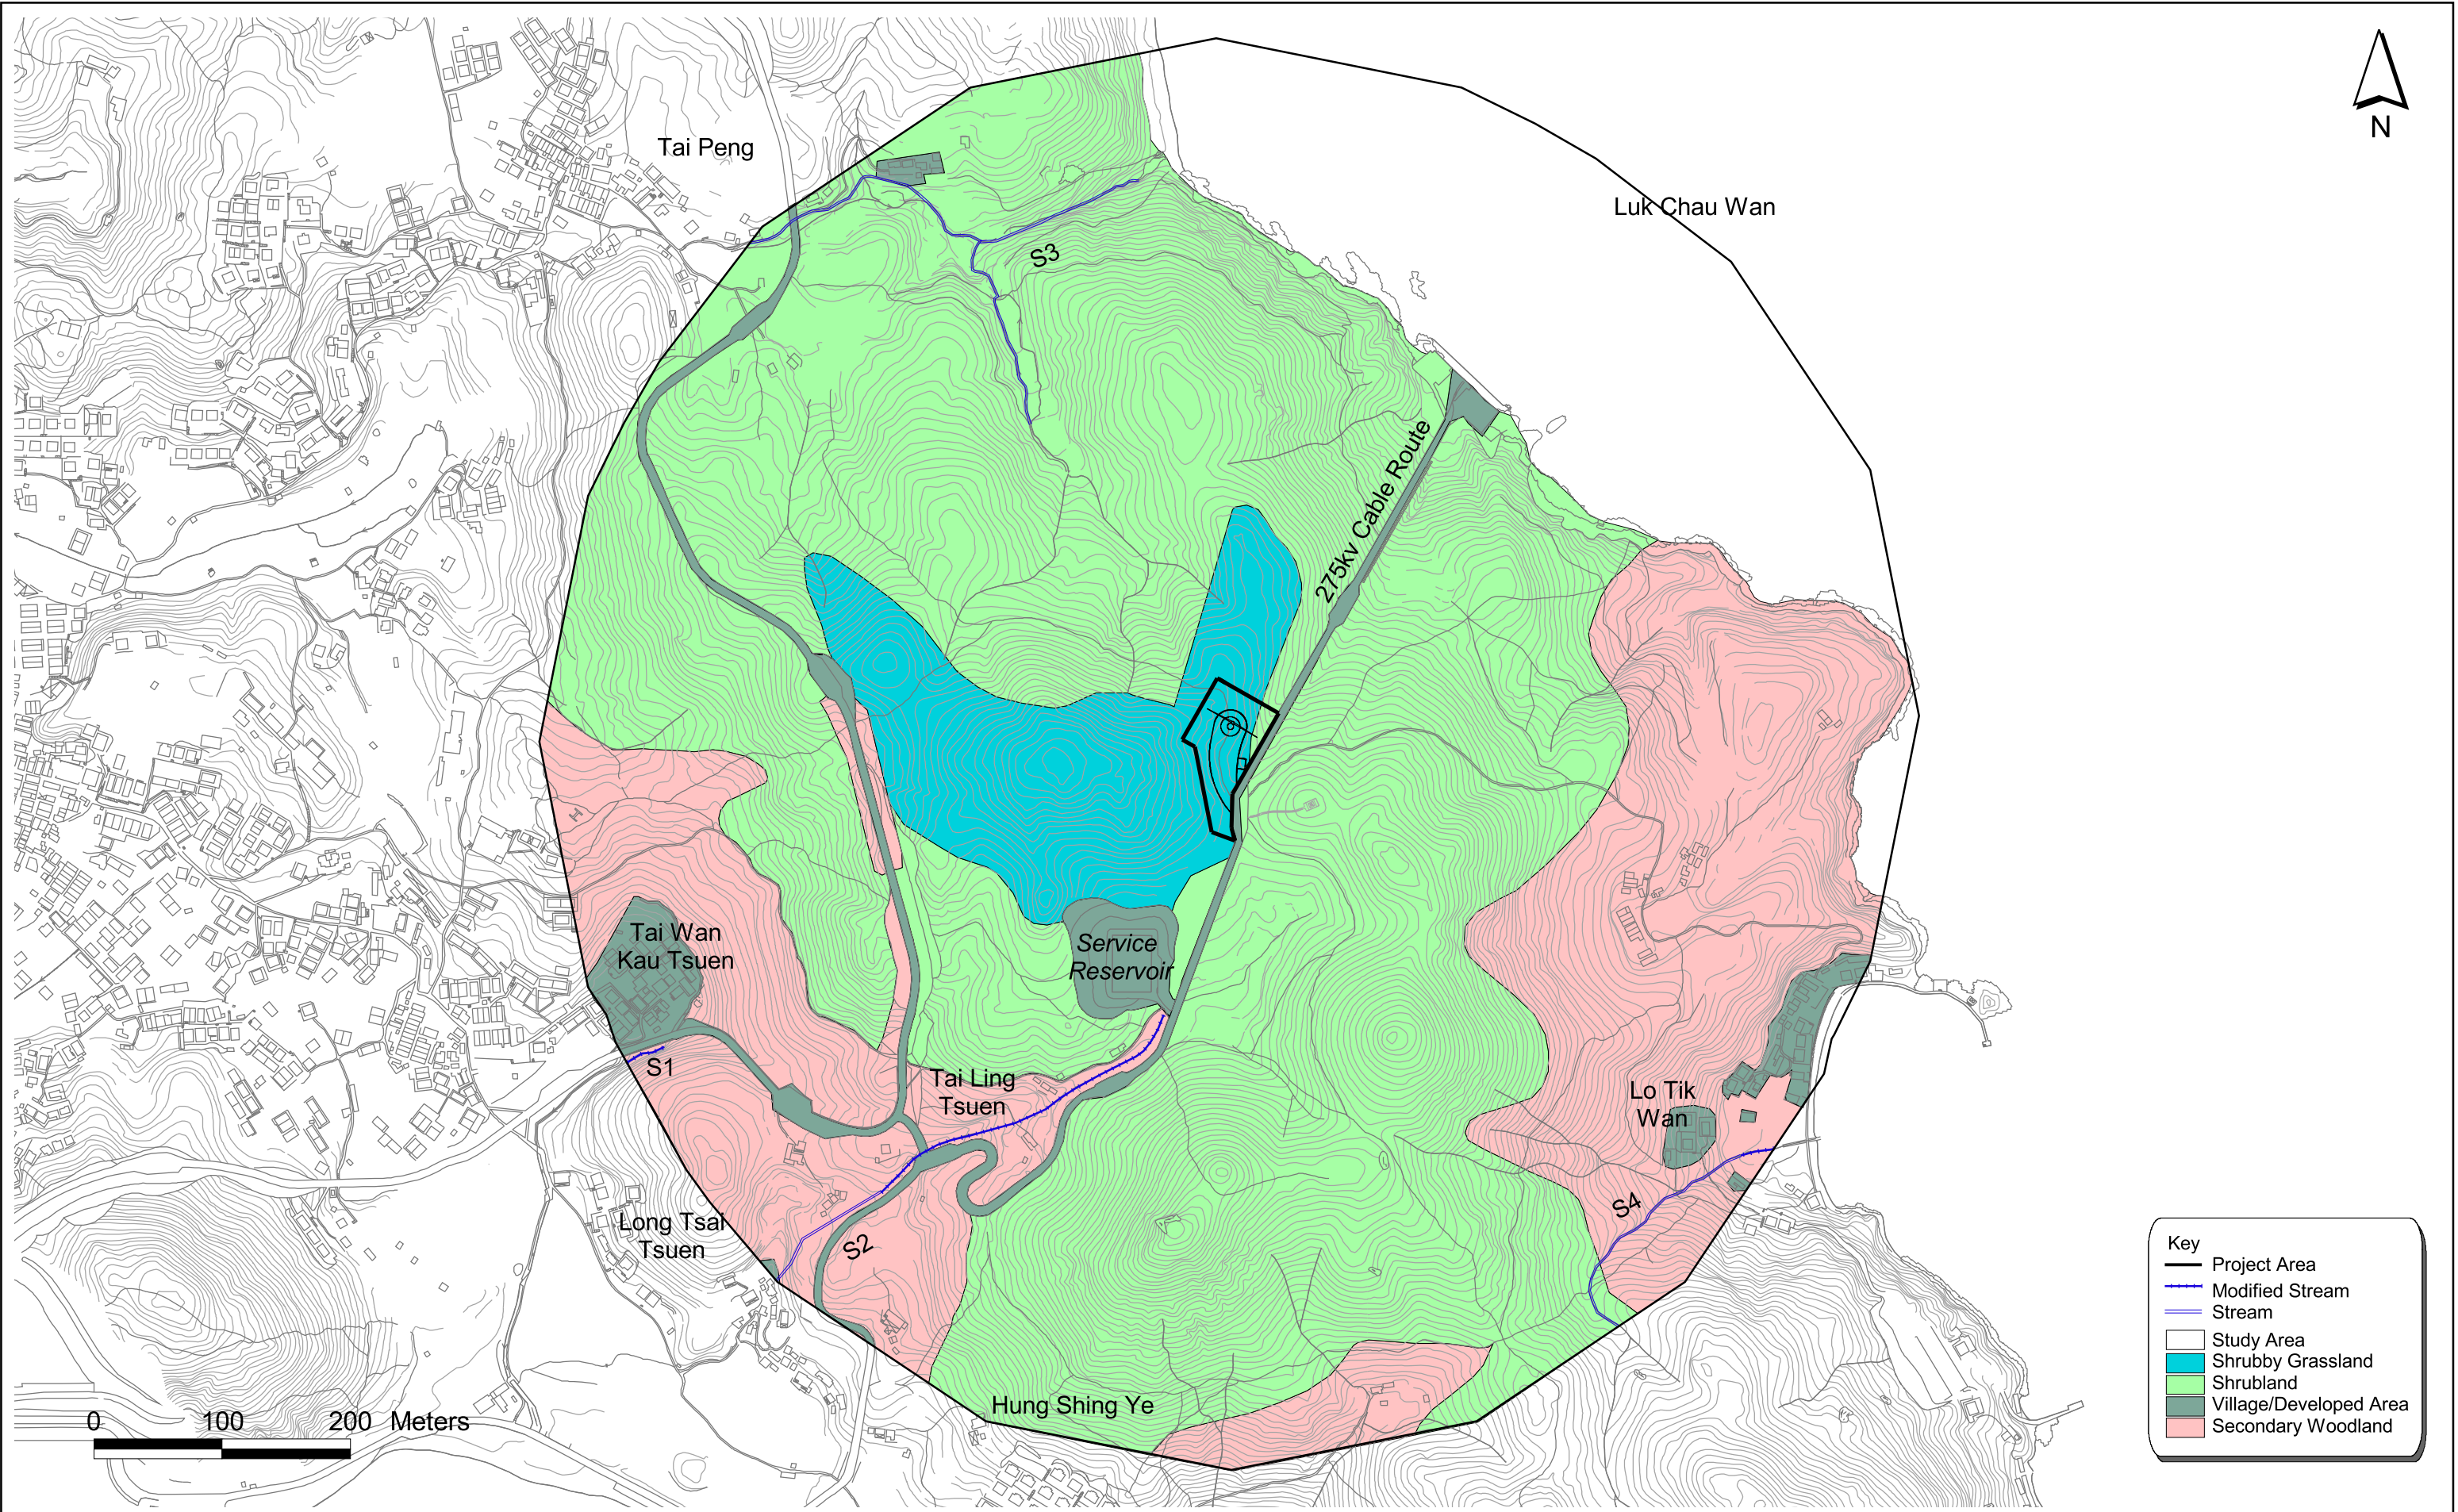 N
Tai Peng
Luk Chau Wan
S3
275kv Cable Route
Tai Wan
Kau Tsuen
Service
Reservoir
S1
Tai Ling
Tsuen
Lo Tik
Wan
S4
Long Tsai
Tsuen
S2
Hung Shing Ye
H
0 100 200 Meters
Key
Project Area
Modified Stream
Stream
Study Area
Shrubby Grassland
Shrubland
Village/Developed Area
Secondary Woodland